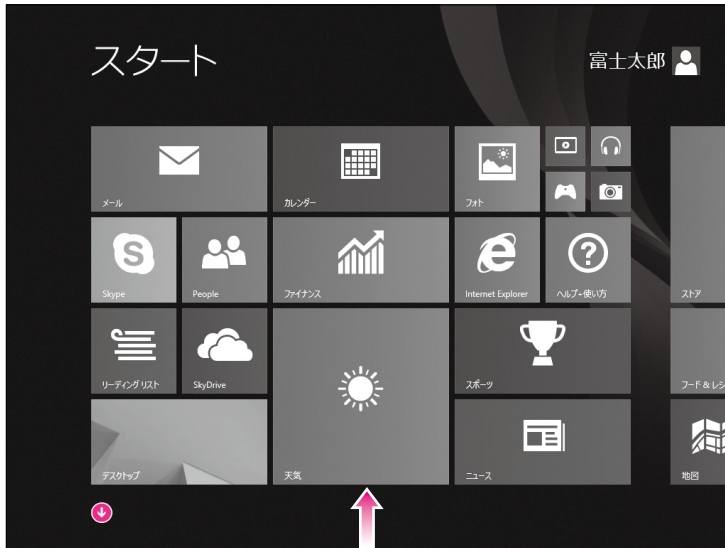 スタート
富士太郎
メール
カレンダー
フォト
Skype
People
ファイナンス
Internet Explorer
ヘルプ+使い方
ストア
リーディング リスト
SkyDrive
天気
スポーツ
フード & レシ
デスクトップ
ニュース
地図